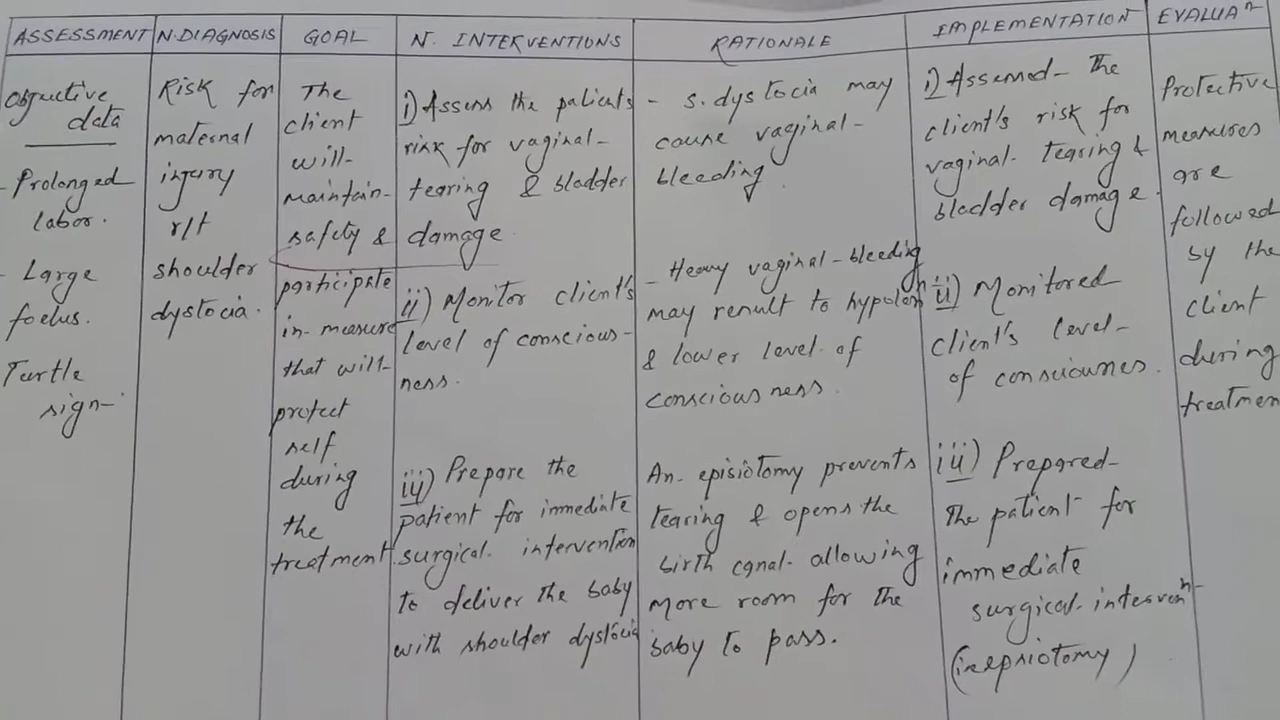 ASSESSMENT
N.DIAGNOSIS
GOAL
N. INTERVENTIONS
RATIONALE
IMPLEMENTATION
EVALUAn
Objective
data
- Prolonged
labor.
- Large
foetus.
Turtle
sign
Risk for
maternal
injury
r/t
shoulder
dystocia.
The
client
will
maintain
safety &
participate
in measure
that will
protect
self
during
the
treatment.
i) Assess the patients
risk for vaginal
tearing & bladder
damage
ii) Monitor client's
level of conscious-
ness.
iii) Prepare the
patient for immediate
surgical intervention
to deliver the baby
with shoulder dystocia
- S. dystocia may
cause vaginal
bleeding.
- Heavy vaginal bleeding
may result to hypolen
& lower level of
consciousness.
An episiotomy prevents
tearing & opens the
birth canal allowing
more room for the
baby to pass.
i) Assessed the
client's risk for
vaginal tearing &
bladder damage.
ii) Monitored
client's level
of consciounes.
iii) Prepared
the patient for
immediate
surgical intervenn
(inepsiotomy)
Protective
measures
are
followed
by the
client
during
treatmen